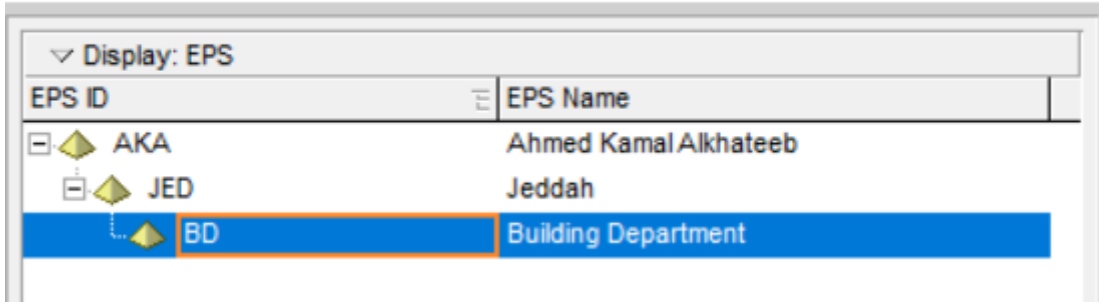 Display: EPS
EPS ID EPS Name
AKA Ahmed Kamal Alkhateeb
JED Jeddah
BD Building Department